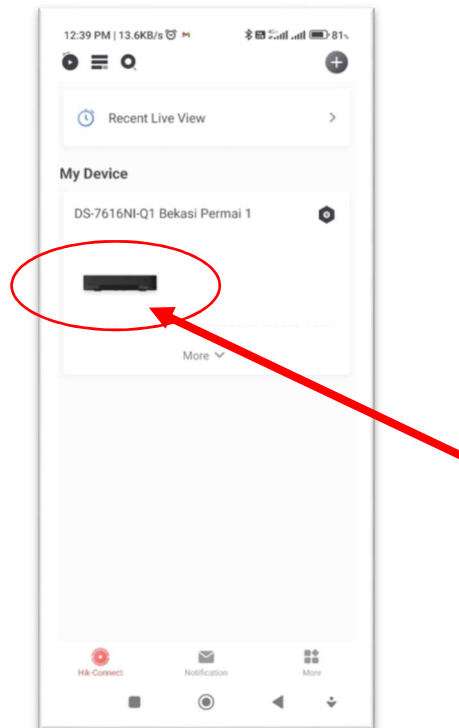 12:39 PM | 13.6KB/s
81%
Recent Live View
My Device
DS-7616NI-Q1 Bekasi Permai 1
More
Hik-Connect
Notification
More